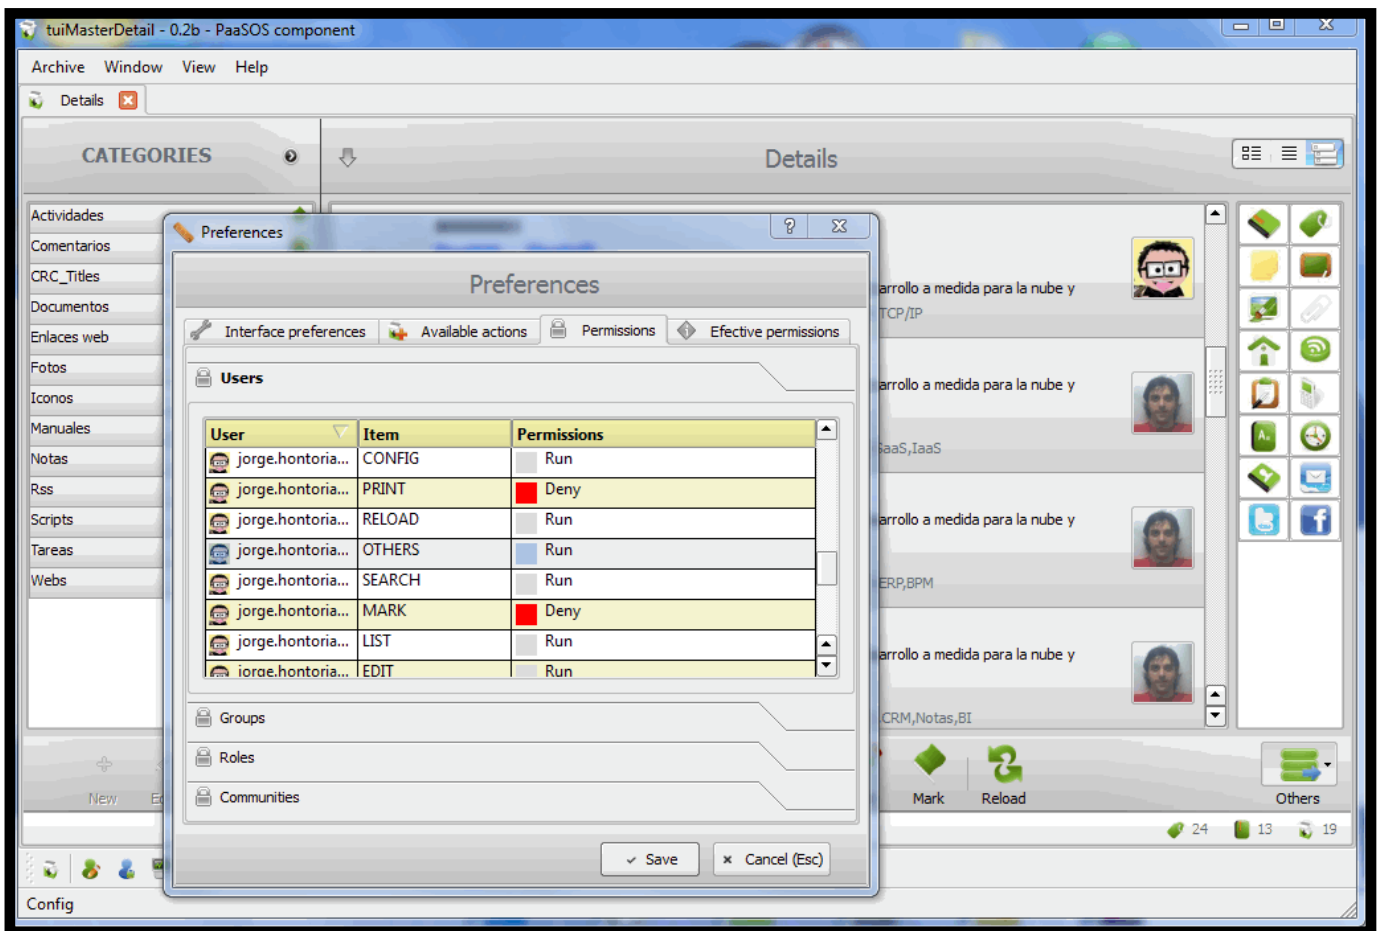 tuiMasterDetail - 0.2b - PaaSOS component
Archive Window View Help
Details
CATEGORIES
Details
Actividades
Comentarios
CRC_Titles
Documentos
Enlaces web
Fotos
Iconos
Manuales
Notas
Rss
Scripts
Tareas
Webs
Preferences
Preferences
Interface preferences Available actions Permissions Efective permissions
Users
User Item Permissions
jorge.hontoria... CONFIG Run
jorge.hontoria... PRINT Deny
jorge.hontoria... RELOAD Run
jorge.hontoria... OTHERS Run
jorge.hontoria... SEARCH Run
jorge.hontoria... MARK Deny
jorge.hontoria... LIST Run
jorge.hontoria... EDIT Run
Groups
Roles
Communities
Save Cancel (Esc)
arrollo a medida para la nube y
TCP/IP
arrollo a medida para la nube y
SaaS,IaaS
arrollo a medida para la nube y
ERP,BPM
arrollo a medida para la nube y
CRM,Notas,BI
New Ec Mark Reload Others
24 13 19
Config